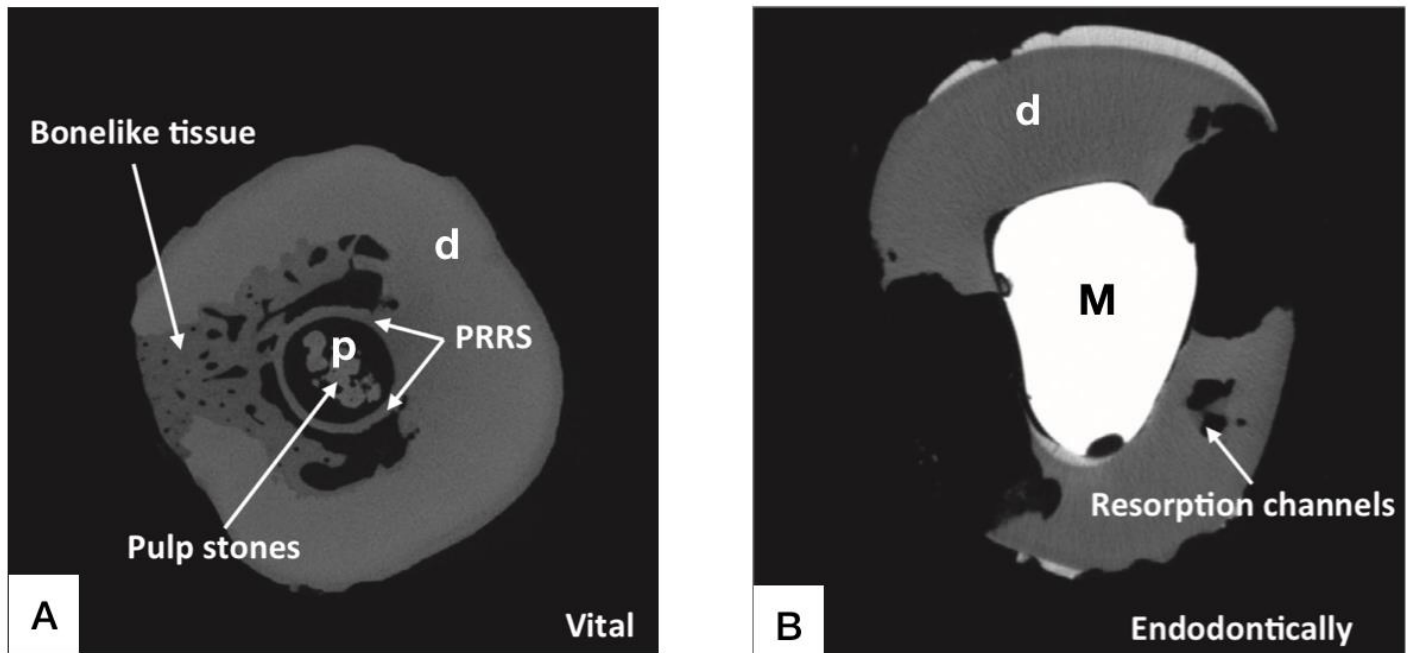 Bonelike tissue
d
p
PRRS
Pulp stones
A
Vital
d
M
Resorption channels
B
Endodontically